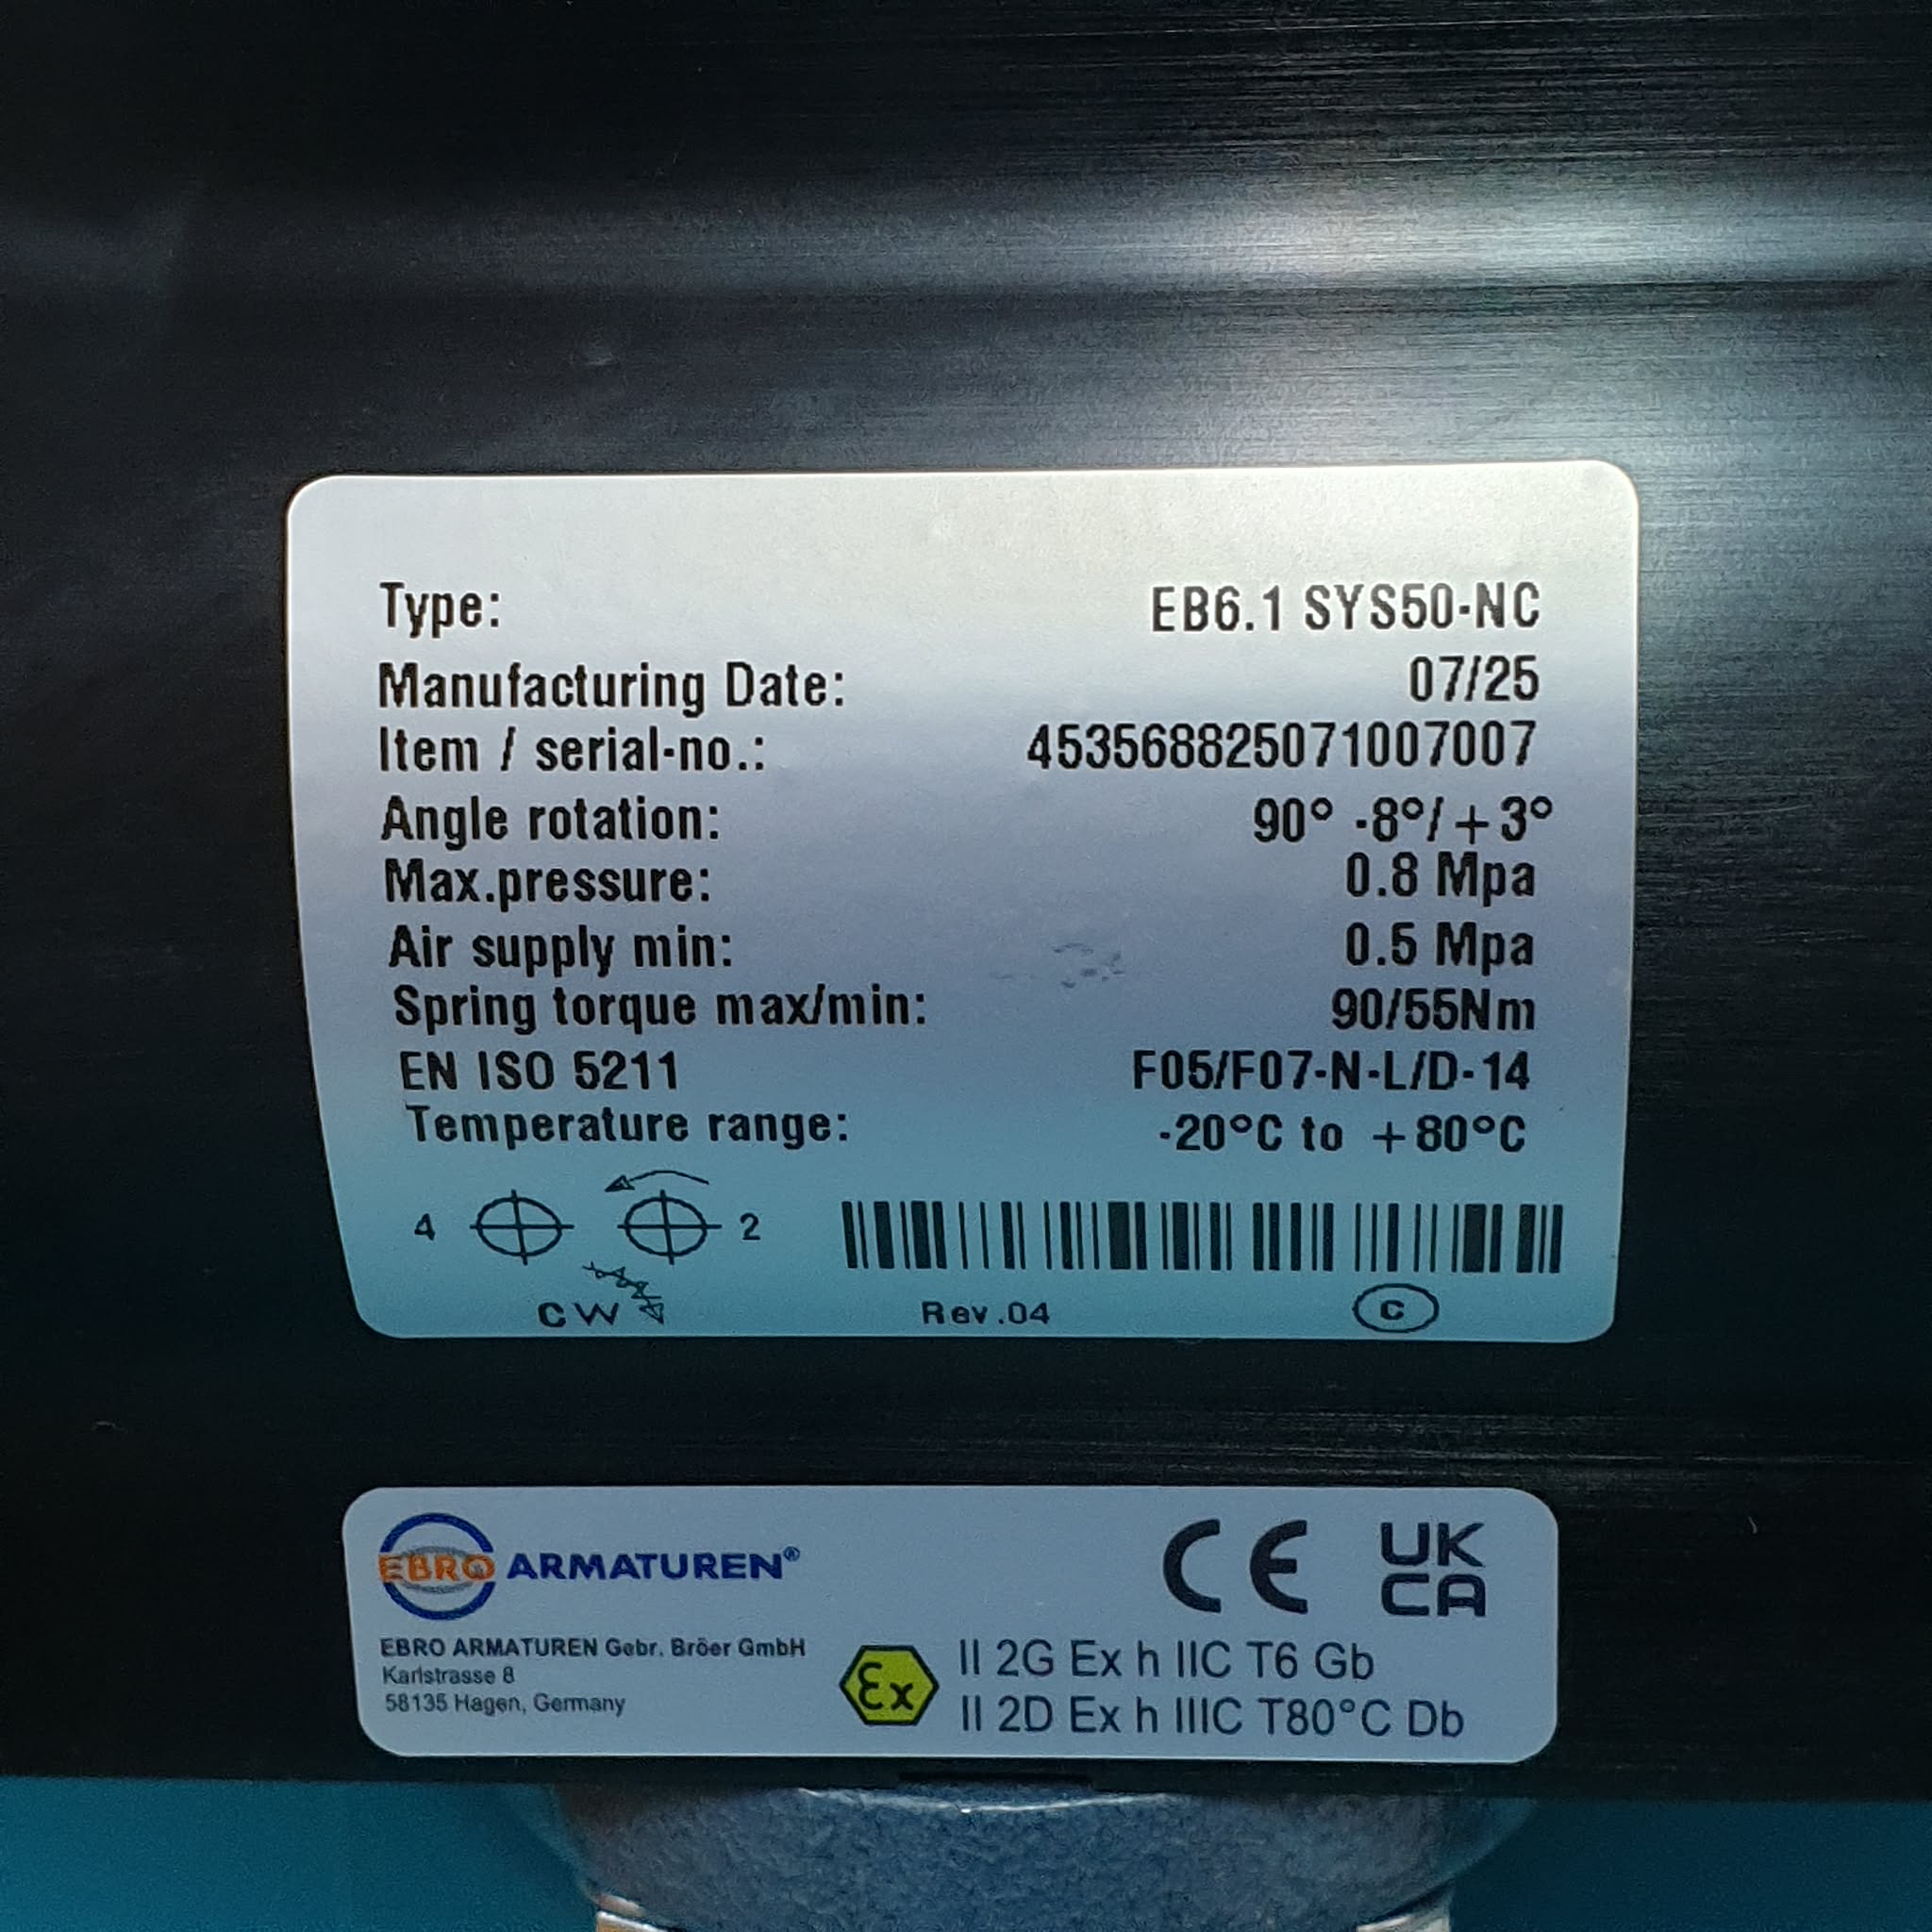 Type: EB6.1 SYS50-NC
Manufacturing Date: 07/25
Item / serial-no.: 453568825071007007
Angle rotation: 90° -8°/+3°
Max.pressure: 0.8 Mpa
Air supply min: 0.5 Mpa
Spring torque max/min: 90/55Nm
EN ISO 5211 F05/F07-N-L/D-14
Temperature range: -20°C to +80°C
4 2
CW Rev.04 C
EBRO ARMATUREN®
CE UK
CA
EBRO ARMATUREN Gebr. Bröer GmbH
Karlstrasse 8
58135 Hagen, Germany
Ex II 2G Ex h IIC T6 Gb
II 2D Ex h IIIC T80°C Db